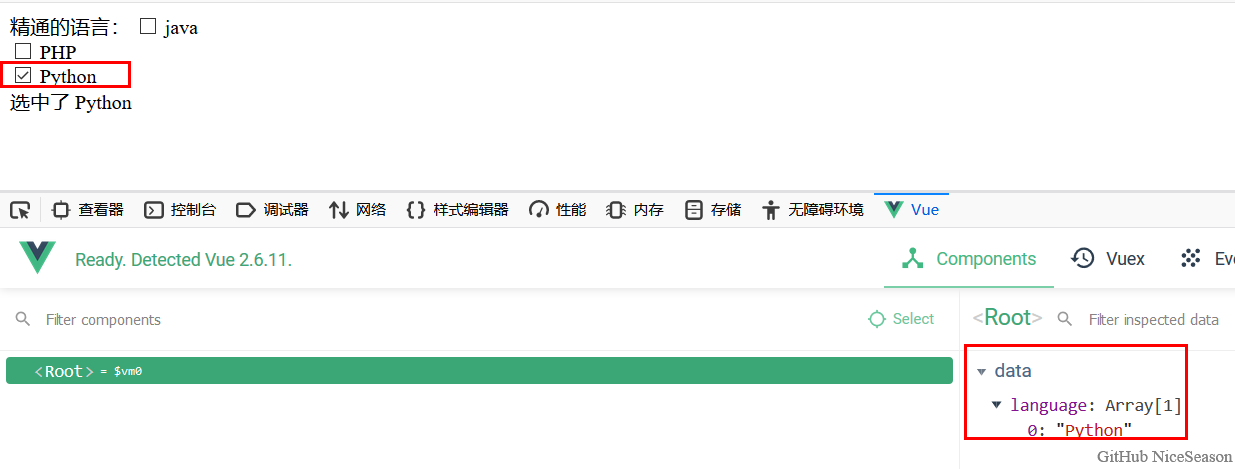 精通的语言： java
PHP
Python
选中了 Python
查看器 控制台 调试器 网络 样式编辑器 性能 内存 存储 无障碍环境 Vue
Ready. Detected Vue 2.6.11. Components Vuex Eve
Filter components Select <Root> Filter inspected data
<Root> = $vm0
data
language: Array[1]
0: "Python"
GitHub NiceSeason